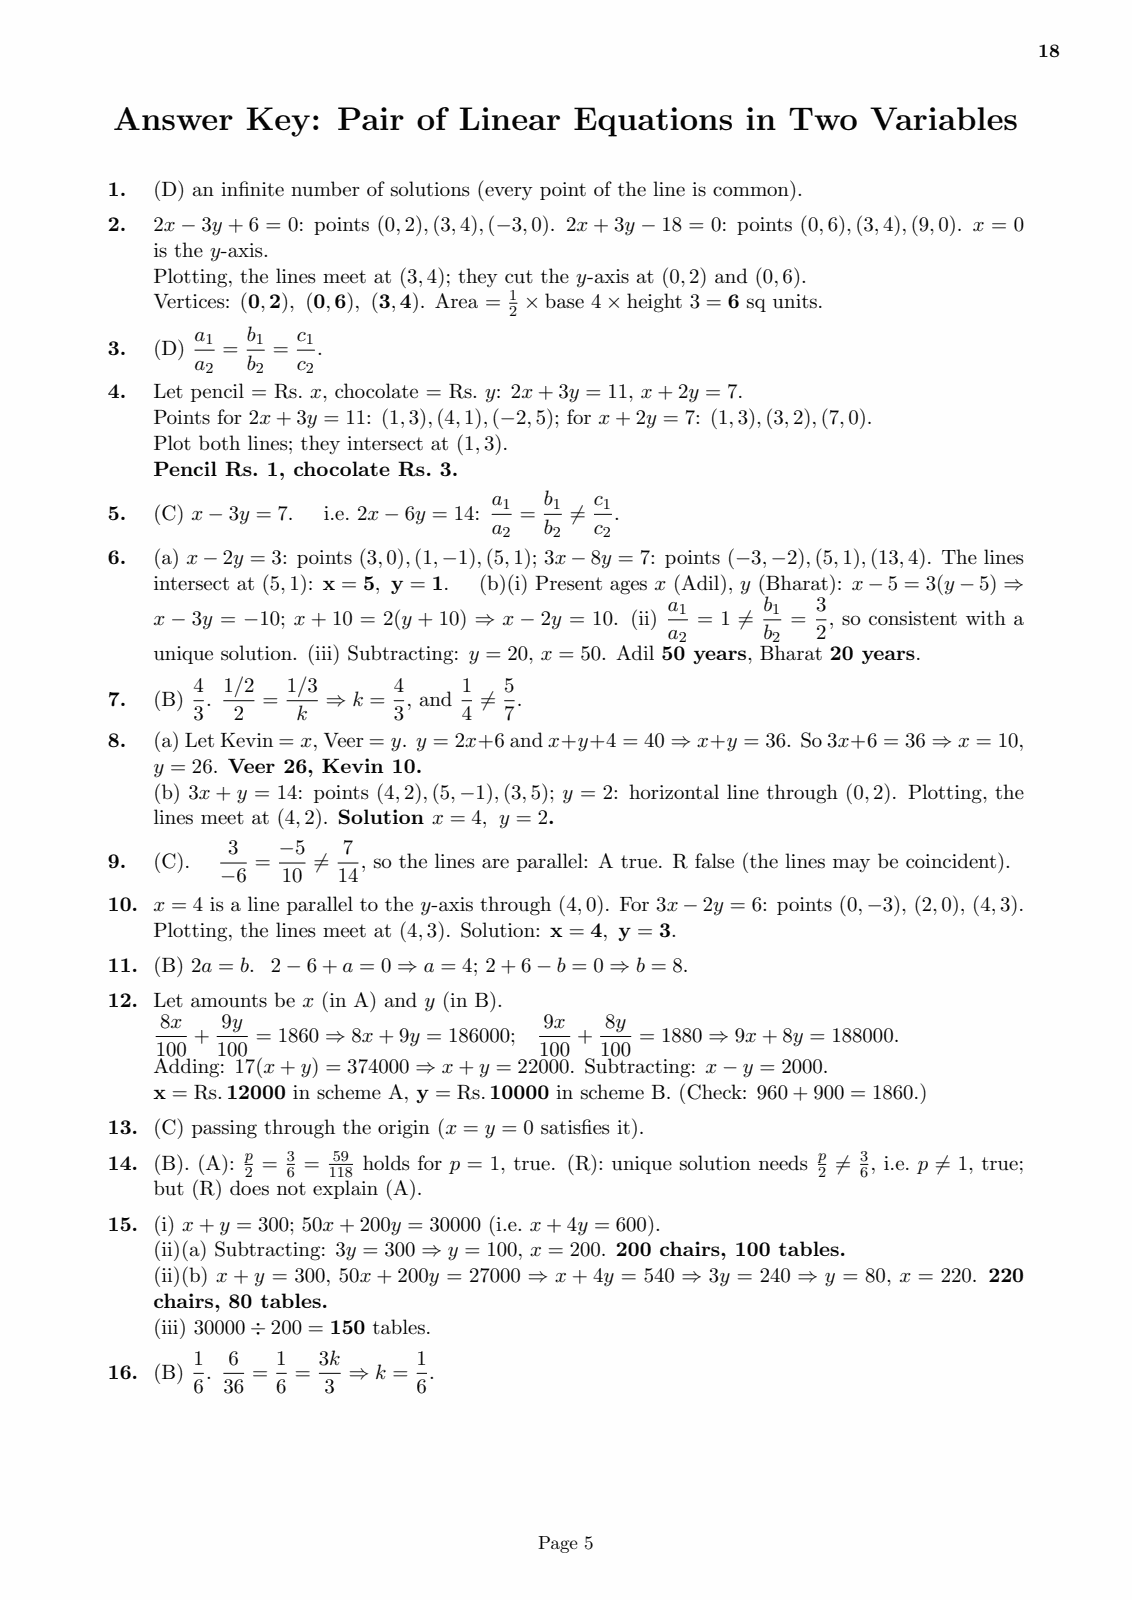 18
Answer Key: Pair of Linear Equations in Two Variables
1. (D) an infinite number of solutions (every point of the line is common).
2. 2x − 3y + 6 = 0: points (0, 2), (3, 4), (−3, 0). 2x + 3y − 18 = 0: points (0, 6), (3, 4), (9, 0). x = 0
is the y-axis.
Plotting, the lines meet at (3, 4); they cut the y-axis at (0, 2) and (0, 6).
Vertices: (0, 2), (0, 6), (3, 4). Area = 1/2 × base 4 × height 3 = 6 sq units.
3. (D) a₁/a₂ = b₁/b₂ = c₁/c₂.
4. Let pencil = Rs. x, chocolate = Rs. y: 2x + 3y = 11, x + 2y = 7.
Points for 2x + 3y = 11: (1, 3), (4, 1), (−2, 5); for x + 2y = 7: (1, 3), (3, 2), (7, 0).
Plot both lines; they intersect at (1, 3).
Pencil Rs. 1, chocolate Rs. 3.
5. (C) x − 3y = 7. i.e. 2x − 6y = 14: a₁/a₂ = b₁/b₂ ≠ c₁/c₂.
6. (a) x − 2y = 3: points (3, 0), (1, −1), (5, 1); 3x − 8y = 7: points (−3, −2), (5, 1), (13, 4). The lines
intersect at (5, 1): x = 5, y = 1. (b)(i) Present ages x (Adil), y (Bharat): x − 5 = 3(y − 5) ⇒
x − 3y = −10; x + 10 = 2(y + 10) ⇒ x − 2y = 10. (ii) a₁/a₂ = 1 ≠ b₁/b₂ = 3/2, so consistent with a
unique solution. (iii) Subtracting: y = 20, x = 50. Adil 50 years, Bharat 20 years.
7. (B) 4/3. (1/2)/2 = (1/3)/k ⇒ k = 4/3, and 1/4 ≠ 5/7.
8. (a) Let Kevin = x, Veer = y. y = 2x+6 and x+y+4 = 40 ⇒ x+y = 36. So 3x+6 = 36 ⇒ x = 10,
y = 26. Veer 26, Kevin 10.
(b) 3x + y = 14: points (4, 2), (5, −1), (3, 5); y = 2: horizontal line through (0, 2). Plotting, the
lines meet at (4, 2). Solution x = 4, y = 2.
9. (C). 3/−6 = −5/10 ≠ 7/14, so the lines are parallel: A true. R false (the lines may be coincident).
10. x = 4 is a line parallel to the y-axis through (4, 0). For 3x − 2y = 6: points (0, −3), (2, 0), (4, 3).
Plotting, the lines meet at (4, 3). Solution: x = 4, y = 3.
11. (B) 2a = b. 2 − 6 + a = 0 ⇒ a = 4; 2 + 6 − b = 0 ⇒ b = 8.
12. Let amounts be x (in A) and y (in B).
8x/100 + 9y/100 = 1860 ⇒ 8x + 9y = 186000; 9x/100 + 8y/100 = 1880 ⇒ 9x + 8y = 188000.
Adding: 17(x + y) = 374000 ⇒ x + y = 22000. Subtracting: x − y = 2000.
x = Rs. 12000 in scheme A, y = Rs. 10000 in scheme B. (Check: 960 + 900 = 1860.)
13. (C) passing through the origin (x = y = 0 satisfies it).
14. (B). (A): p/2 = 3/6 = 59/118 holds for p = 1, true. (R): unique solution needs p/2 ≠ 3/6, i.e. p ≠ 1, true;
but (R) does not explain (A).
15. (i) x + y = 300; 50x + 200y = 30000 (i.e. x + 4y = 600).
(ii)(a) Subtracting: 3y = 300 ⇒ y = 100, x = 200. 200 chairs, 100 tables.
(ii)(b) x + y = 300, 50x + 200y = 27000 ⇒ x + 4y = 540 ⇒ 3y = 240 ⇒ y = 80, x = 220. 220
chairs, 80 tables.
(iii) 30000 ÷ 200 = 150 tables.
16. (B) 1/6. 6/36 = 1/6 = 3k/3 ⇒ k = 1/6.
Page 5